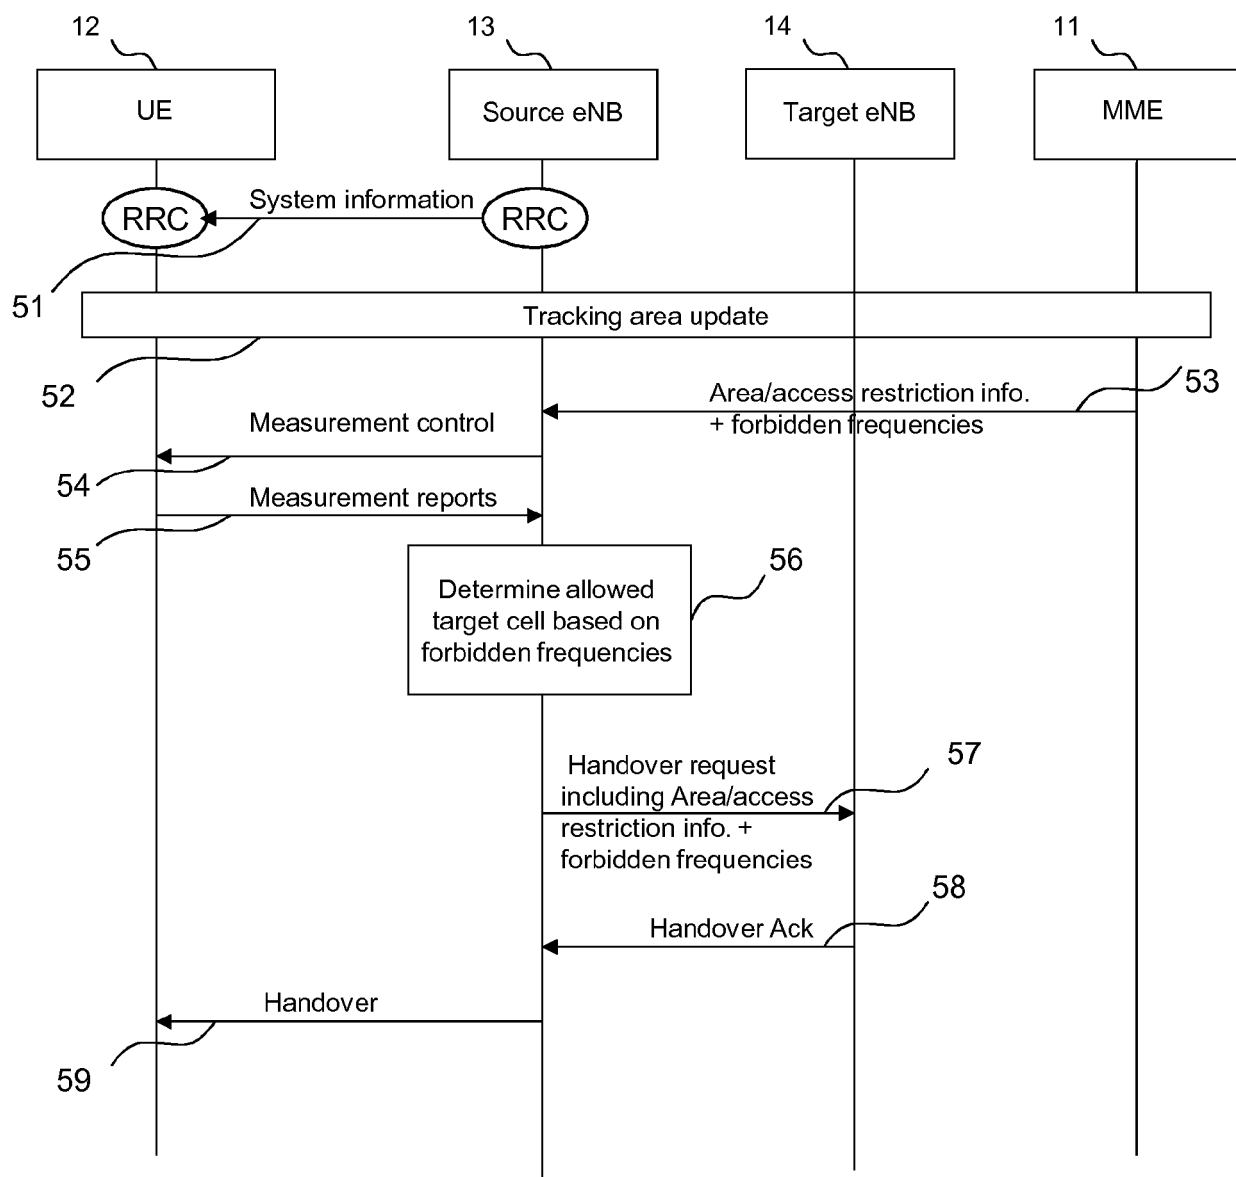 12
13
14
11
UE
Source eNB
Target eNB
MME
System information
RRC
RRC
51
Tracking area update
52
53
Area/access restriction info.
+ forbidden frequencies
Measurement control
54
Measurement reports
55
56
Determine allowed
target cell based on
forbidden frequencies
57
Handover request
including Area/access
restriction info. +
forbidden frequencies
58
Handover Ack
Handover
59